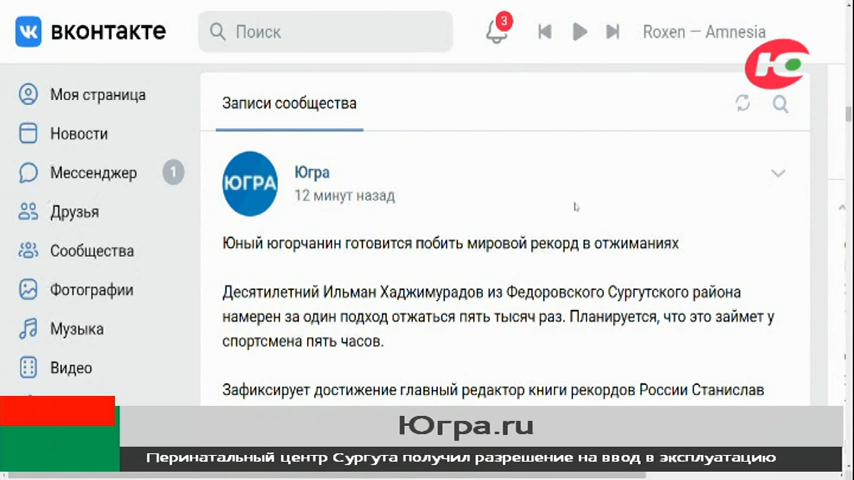 вконтакте
Поиск
3
Roxen — Amnesia
Ю
Моя страница
Новости
Мессенджер
1
Друзья
Сообщества
Фотографии
Музыка
Видео
Записи сообщества
ЮГРА
Югра
12 минут назад
Юный югорчанин готовится побить мировой рекорд в отжиманиях
Десятилетний Ильман Хаджимурадов из Федоровского Сургутского района
намерен за один подход отжаться пять тысяч раз. Планируется, что это займет у
спортсмена пять часов.
Зафиксирует достижение главный редактор книги рекордов России Станислав
Югра.ru
Перинатальный центр Сургута получил разрешение на ввод в эксплуатацию